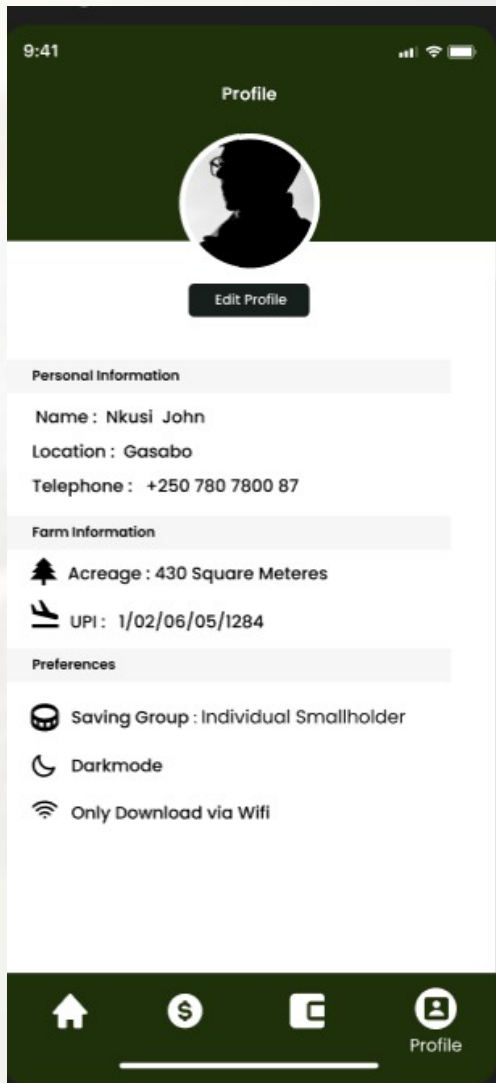 9:41
Profile
Edit Profile
Personal Information
Name : Nkusi John
Location : Gasabo
Telephone : +250 780 7800 87
Farm Information
Acreage : 430 Square Meteres
UPI : 1/02/06/05/1284
Preferences
Saving Group : Individual Smallholder
Darkmode
Only Download via Wifi
$
Profile